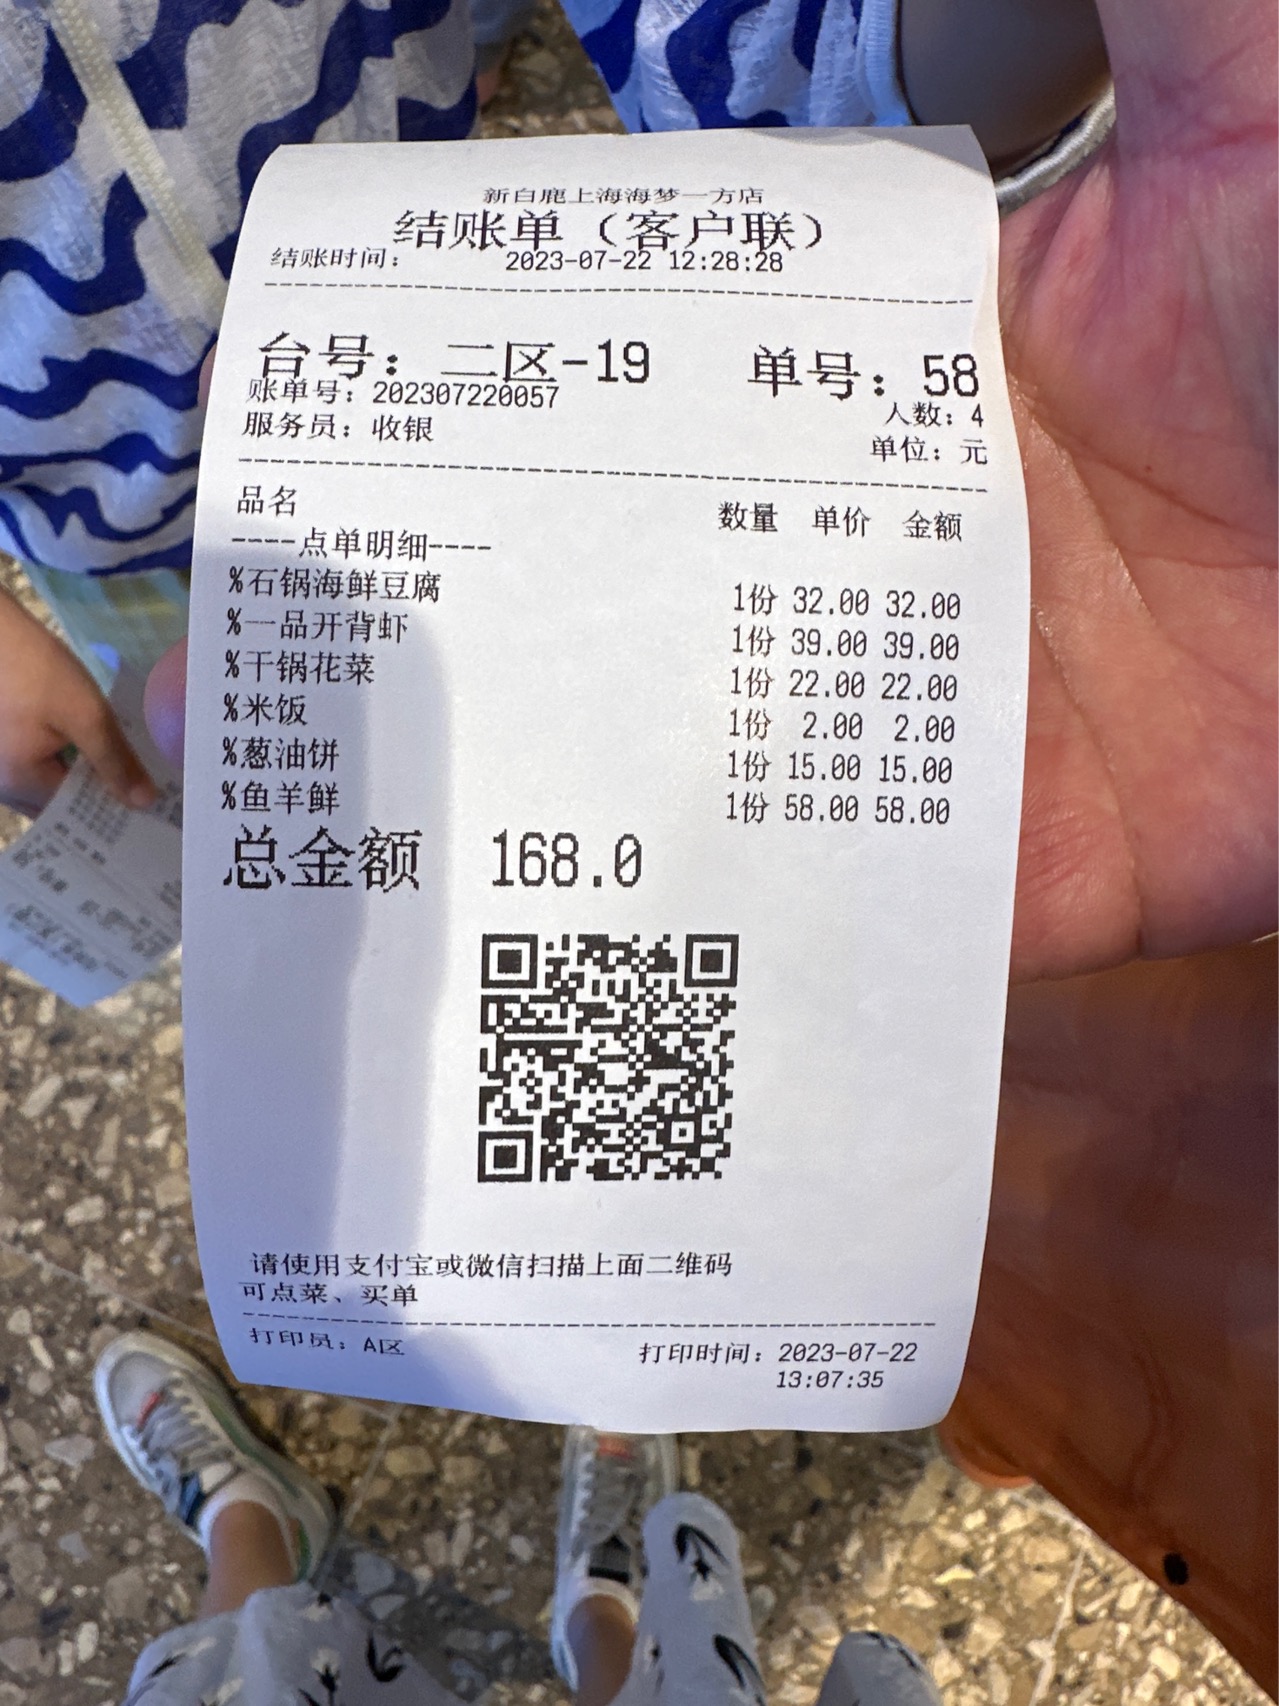 新白鹿上海海梦一方店
结账单（客户联）
结账时间： 2023-07-22 12:28:28
台号：二区-19 单号：58
账单号：202307220057
人数：4
服务员：收银
单位：元
品名 数量 单价 金额
----点单明细----
%石锅海鲜豆腐 1份 32.00 32.00
%一品开背虾 1份 39.00 39.00
%干锅花菜 1份 22.00 22.00
%米饭 1份 2.00 2.00
%葱油饼 1份 15.00 15.00
%鱼羊鲜 1份 58.00 58.00
总金额 168.0
请使用支付宝或微信扫描上面二维码
可点菜、买单
打印员：A区 打印时间：2023-07-22
13:07:35